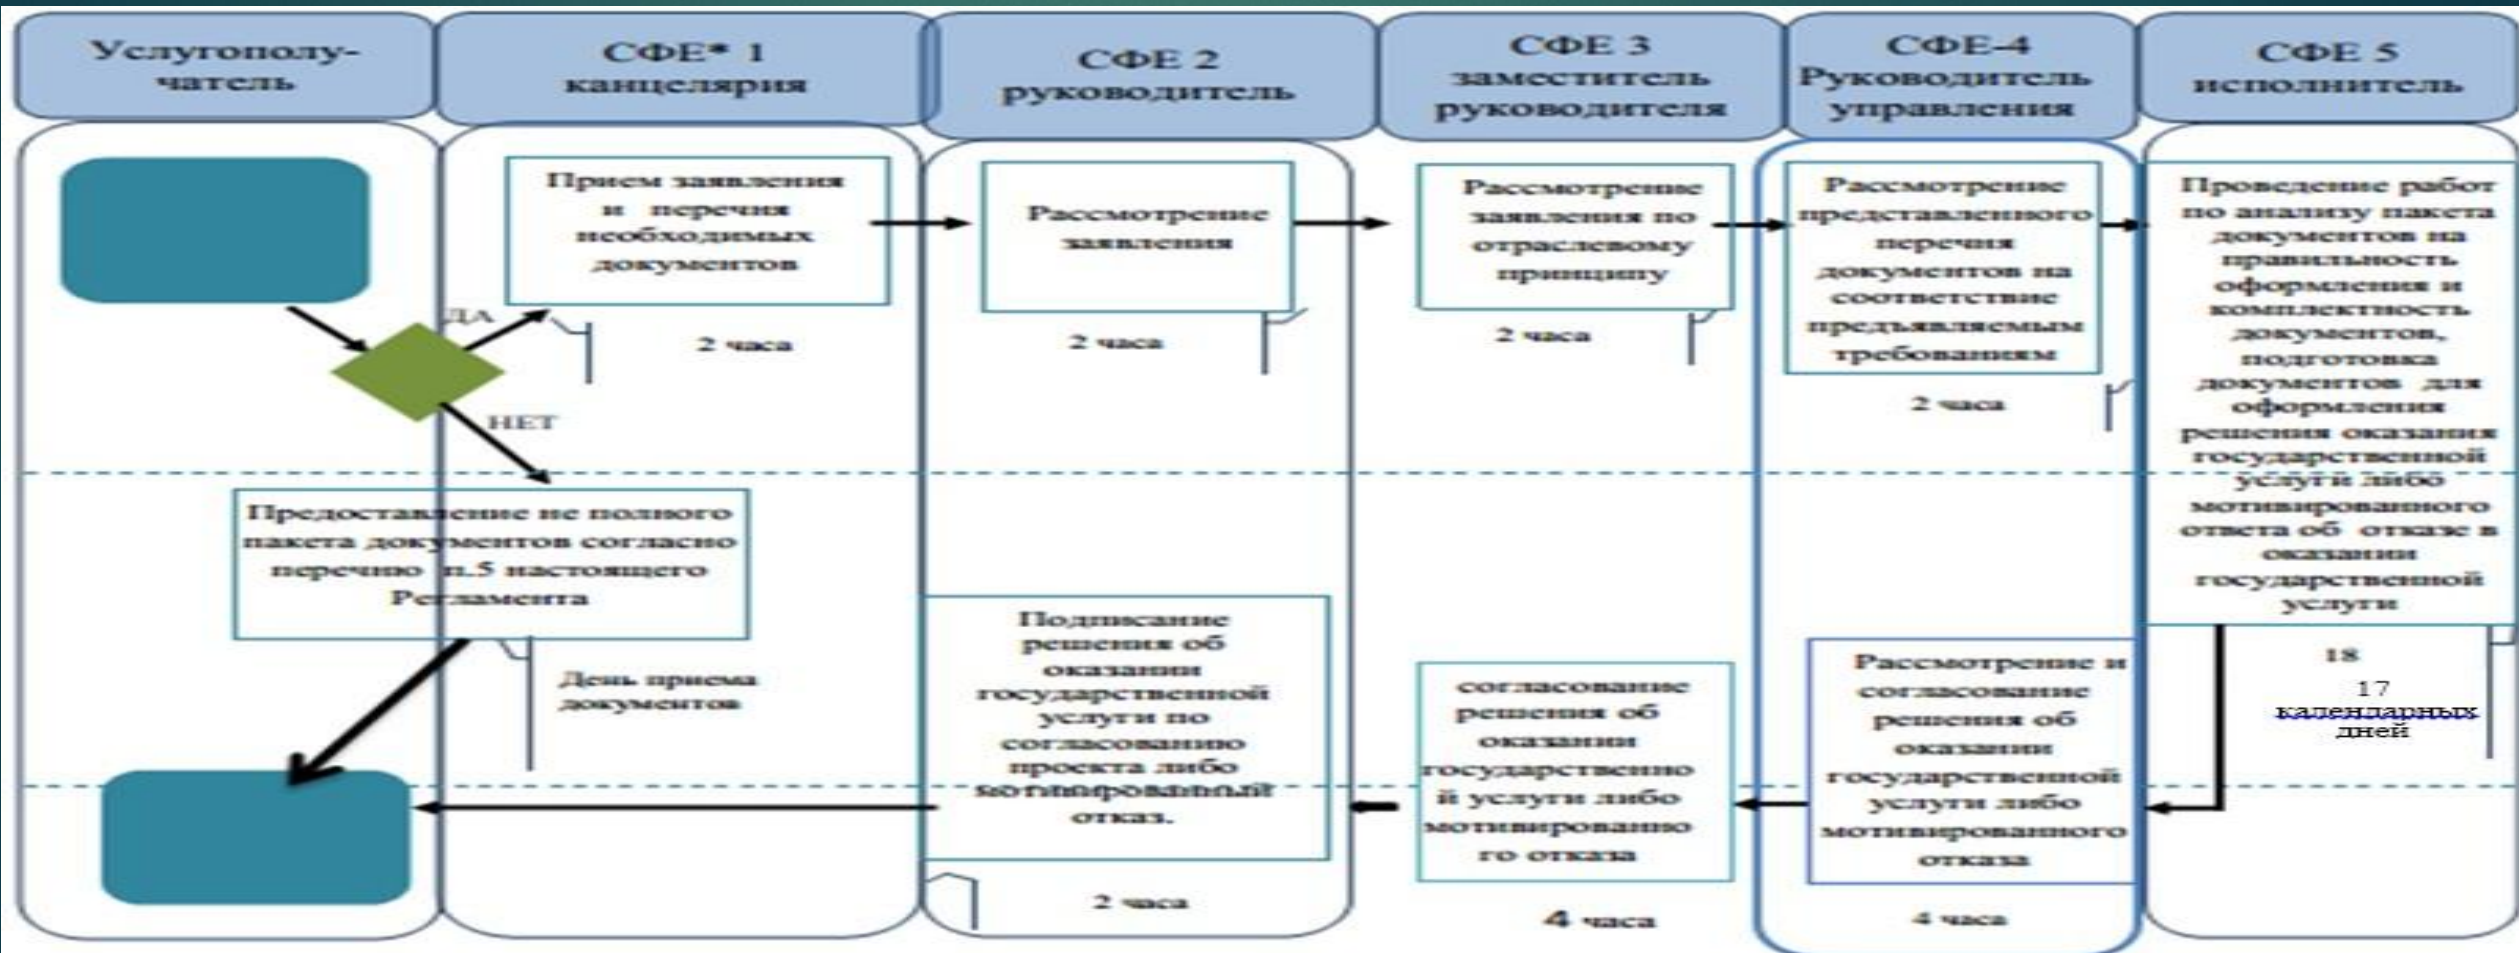 Услугополу-
чатель
СФЕ* 1
канцелярия
СФЕ 2
руководитель
СФЕ 3
заместитель
руководителя
СФЕ-4
Руководитель
управления
СФЕ 5
исполнитель
Прием заявления
и перечня
необходимых
документов
2 часа
Рассмотрение
заявления
2 часа
Рассмотрение
заявления по
отраслевому
принципу
2 часа
Рассмотрение
представленного
перечня
документов на
соответствие
предъявляемым
требованиям
2 часа
Проведение работ
по анализу пакета
документов на
правильность
оформления и
комплектность
документов,
подготовка
документов для
оформления
решения оказания
государственной
услуги либо
мотивированного
ответа об отказе в
оказании
государственной
услуги
18
17
календарных
дней
ДА
НЕТ
Предоставление не полного
пакета документов согласно
перечню п.5 настоящего
Регламента
День приема
документов
Подписание
решения об
оказании
государственной
услуги по
согласованию
проекта либо
мотивированный
отказ.
2 часа
согласование
решения об
оказании
государственно
й услуги либо
мотивированно
го отказа
4 часа
Рассмотрение и
согласование
решения об
оказании
государственной
услуги либо
мотивированного
отказа
4 часа